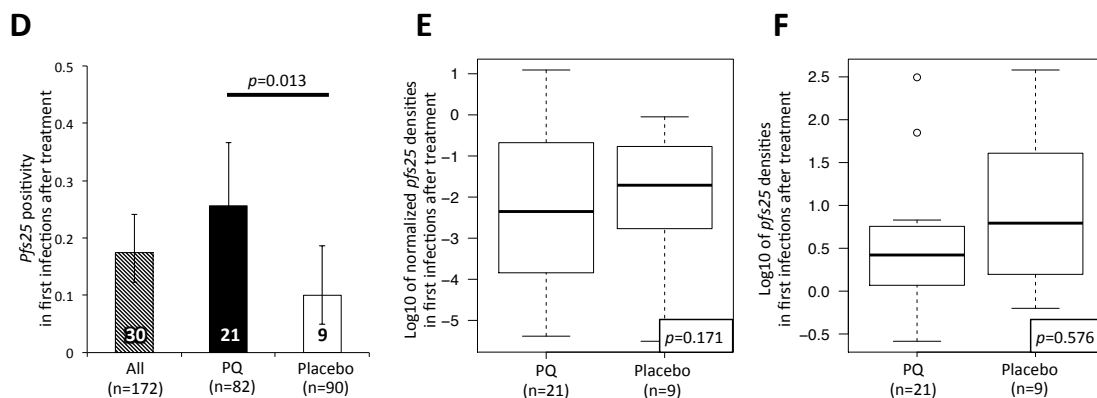 D
Pfs25 positivity
in first infections after treatment
0.5
0.4
0.3
0.2
0.1
0
p=0.013
30
21
9
All
(n=172)
PQ
(n=82)
Placebo
(n=90)
E
Log10 of normalized pfs25 densities
in first infections after treatment
1
0
−1
−2
−3
−4
−5
p=0.171
PQ
(n=21)
Placebo
(n=9)
F
Log10 of pfs25 densities
in first infections after treatment
2.5
2.0
1.5
1.0
0.5
0.0
−0.5
p=0.576
PQ
(n=21)
Placebo
(n=9)